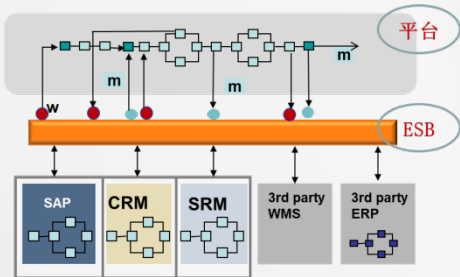 平台
m
m
m
w
ESB
SAP
CRM
SRM
3rd party
WMS
3rd party
ERP